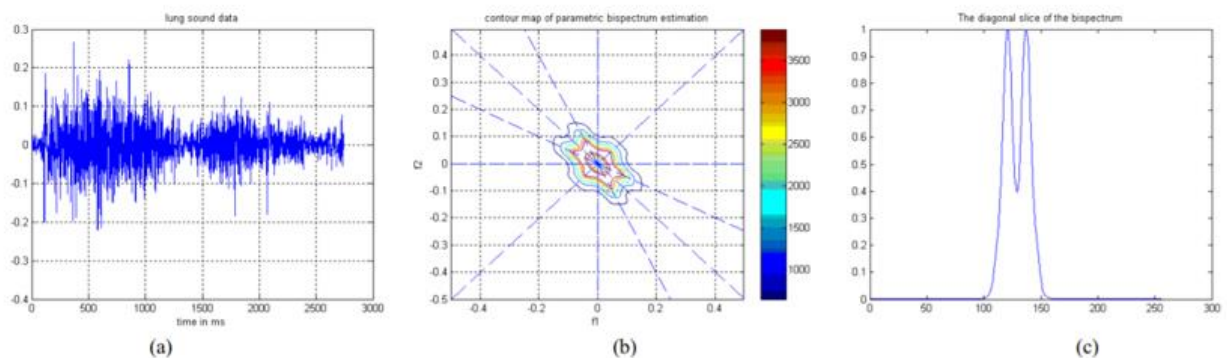 lung sound data
0.3
0.2
0.1
0
-0.1
-0.2
-0.3
-0.4
0 500 1000 1500 2000 2500 3000
time in ms
(a)
contour map of parametric bispectrum estimation
0.4
0.3
0.2
0.1
0
-0.1
-0.2
-0.3
-0.4
-0.5
f2
-0.4 -0.2 0 0.2 0.4
f1
3500
3000
2500
2000
1500
1000
(b)
The diagonal slice of the bispectrum
1
0.9
0.8
0.7
0.6
0.5
0.4
0.3
0.2
0.1
0
0 50 100 150 200 250 300
(c)